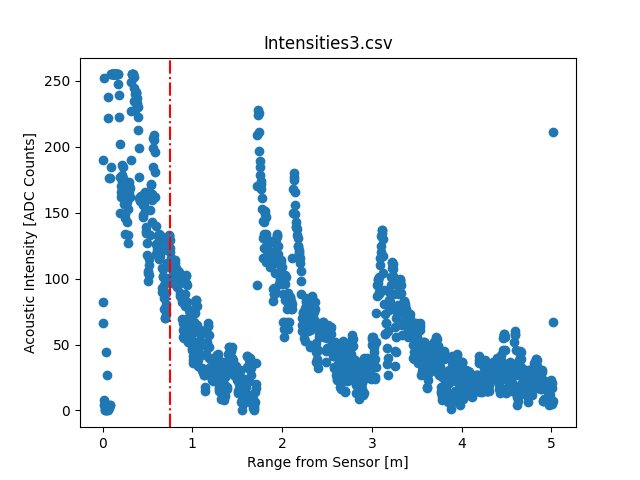 Intensities3.csv
250
200
150
100
50
0
Acoustic Intensity [ADC Counts]
0 1 2 3 4 5
Range from Sensor [m]